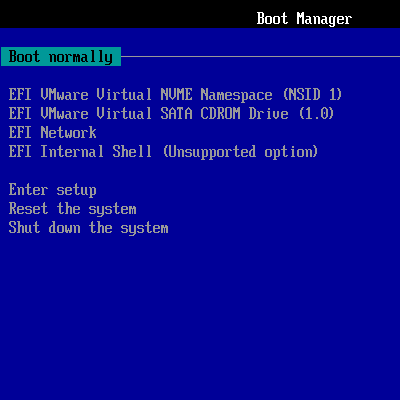 Boot Manager
Boot normally
EFI VMware Virtual NVME Namespace (NSID 1)
EFI VMware Virtual SATA CDROM Drive (1.0)
EFI Network
EFI Internal Shell (Unsupported option)
Enter setup
Reset the system
Shut down the system